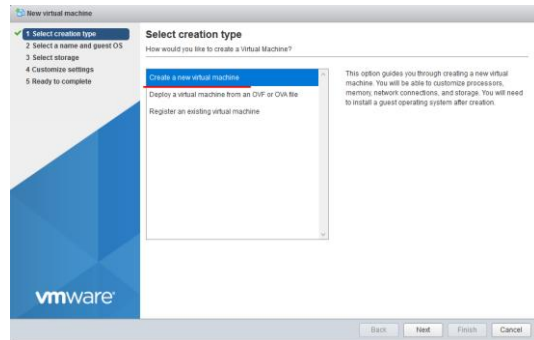 New virtual machine
1 Select creation type
2 Select a name and guest OS
3 Select storage
4 Customize settings
5 Ready to complete
Select creation type
How would you like to create a Virtual Machine?
Create a new virtual machine
Deploy a virtual machine from an OVF or OVA file
Register an existing virtual machine
This option guides you through creating a new virtual
machine. You will be able to customize processors,
memory, network connections, and storage. You will need
to install a guest operating system after creation.
vmware
Back Next Finish Cancel